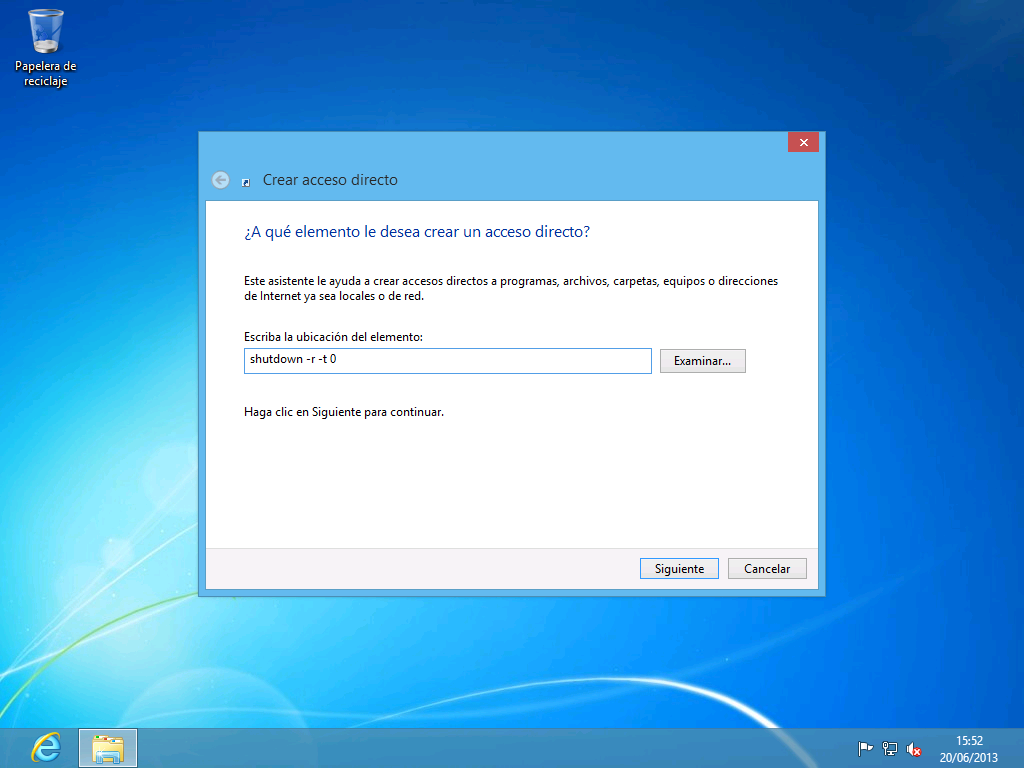 Papelera de
reciclaje
Crear acceso directo
¿A qué elemento le desea crear un acceso directo?
Este asistente le ayuda a crear accesos directos a programas, archivos, carpetas, equipos o direcciones
de Internet ya sea locales o de red.
Escriba la ubicación del elemento:
shutdown -r -t 0
Examinar...
Haga clic en Siguiente para continuar.
Siguiente
Cancelar
15:52
20/06/2013